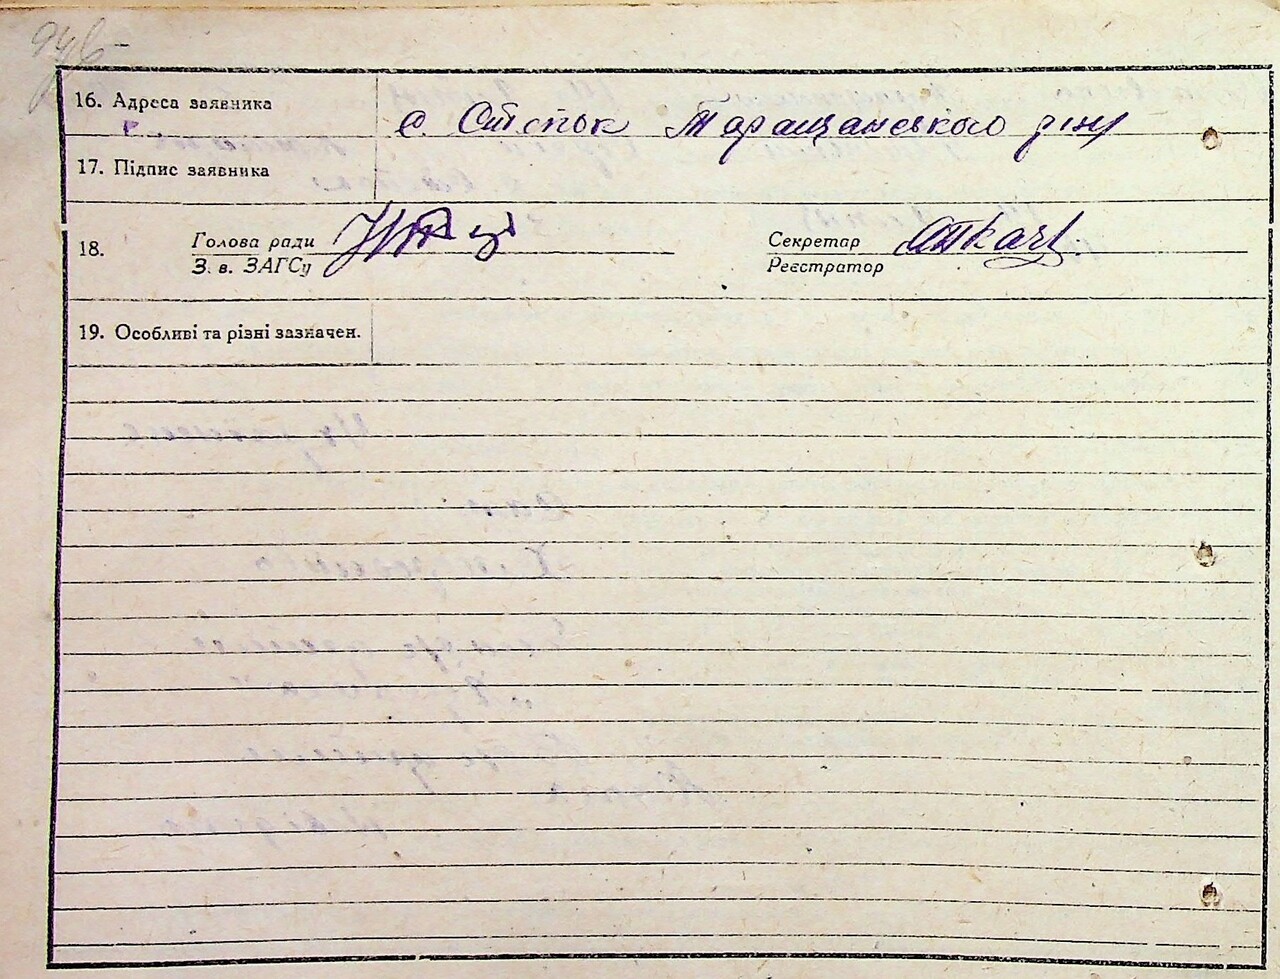 16. Адреса заявника
с. Степок Таращанського р-ну
17. Підпис заявника
18. Голова ради
З. в. ЗАГСу
Секретар
Реєстратор
19. Особливі та різні зазначен.